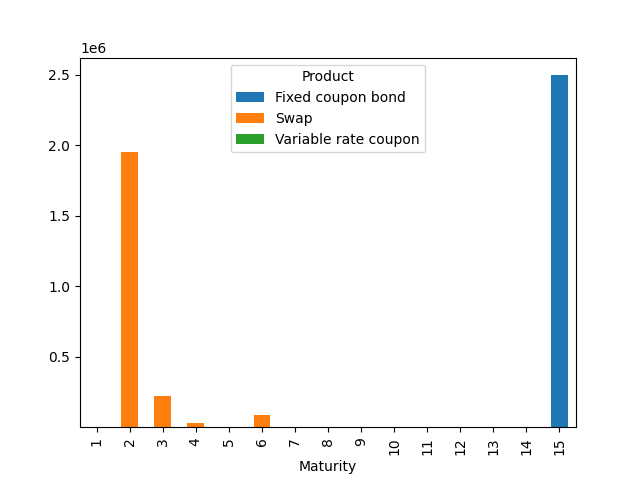 1e6
2.5
2.0
1.5
1.0
0.5
Product
Fixed coupon bond
Swap
Variable rate coupon
1 2 3 4 5 6 7 8 9 10 11 12 13 14 15
Maturity